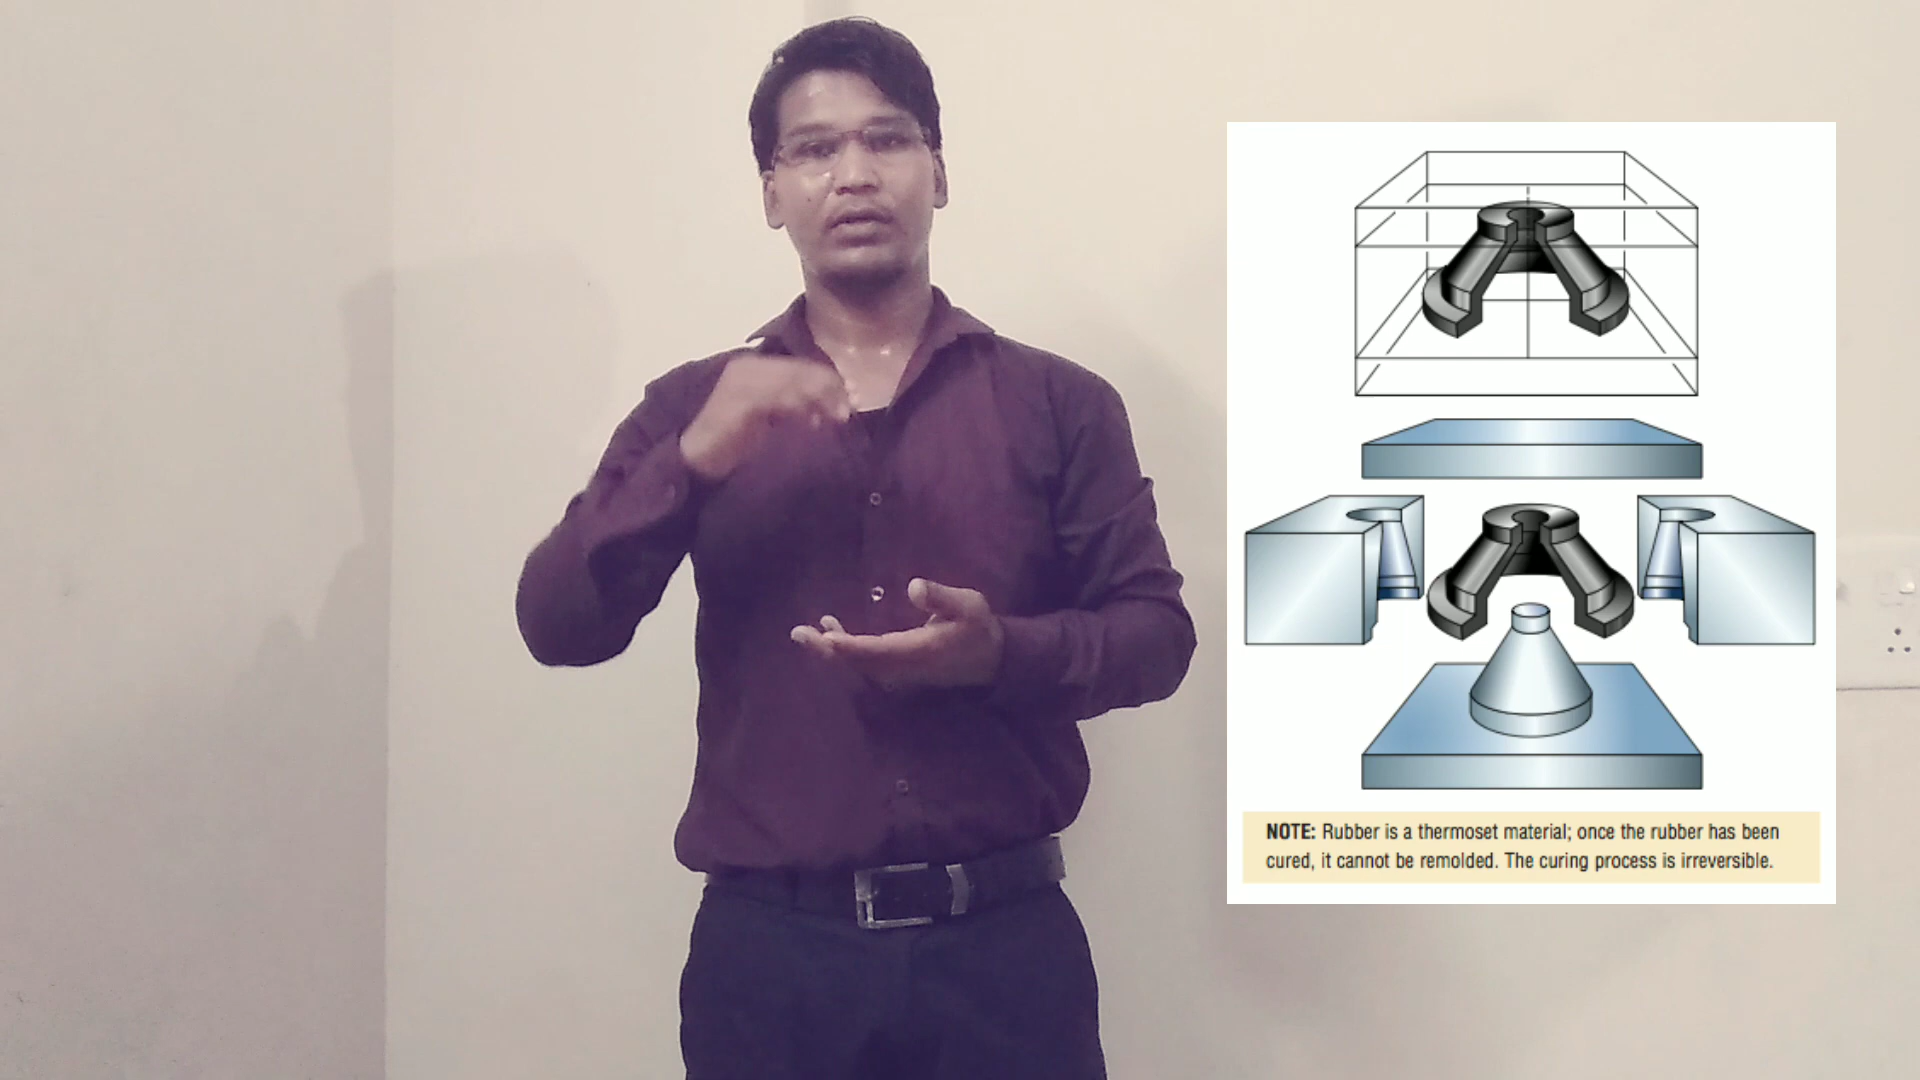 NOTE: Rubber is a thermoset material; once the rubber has been
cured, it cannot be remolded. The curing process is irreversible.